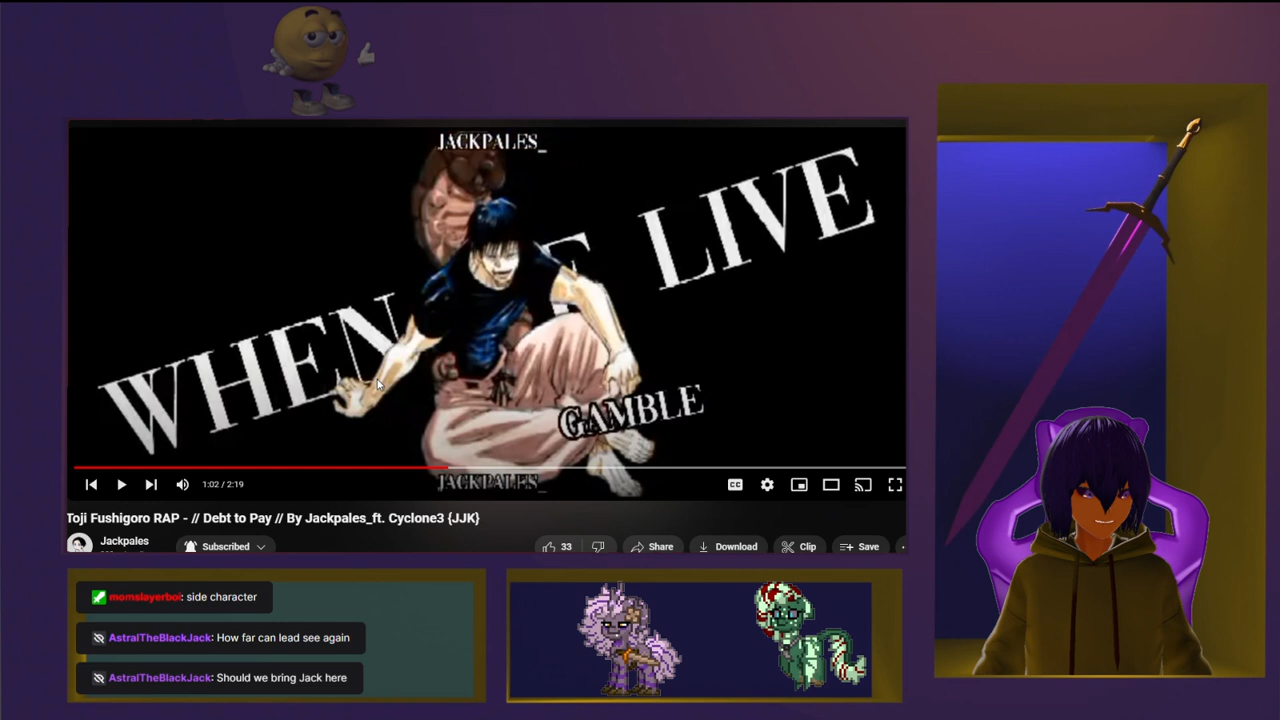 JACKPALES_
WHEN
LIVE
GAMBLE
JACKPALES_
1:02 / 2:19
CC
Toji Fushigoro RAP - // Debt to Pay // By Jackpales_ft. Cyclone3 {JJK}
Jackpales
Subscribed
33
Share
Download
Clip
Save
momslayerboi: side character
AstralTheBlackJack: How far can lead see again
AstralTheBlackJack: Should we bring Jack here